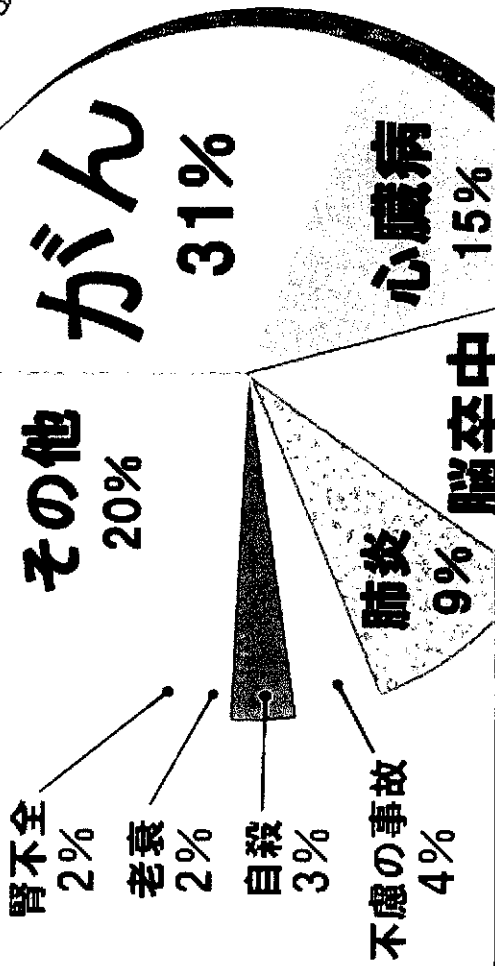 がん
31%
心臓病
15%
脳卒中
肺炎
9%
不慮の事故
4%
自殺
3%
老衰
2%
腎不全
2%
その他
20%